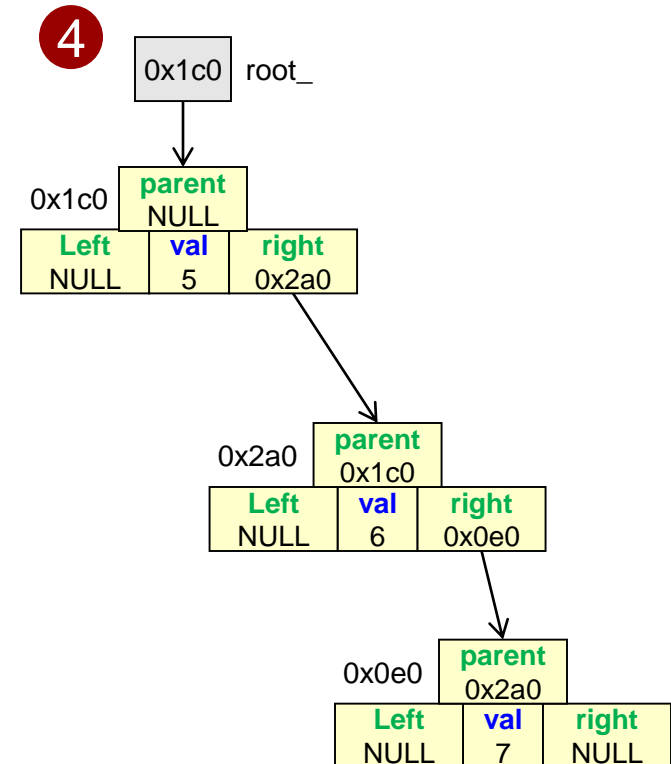 4
0x1c0 root_
0x1c0
parent
NULL
Left val right
NULL 5 0x2a0
0x2a0
parent
0x1c0
Left val right
NULL 6 0x0e0
0x0e0
parent
0x2a0
Left val right
NULL 7 NULL